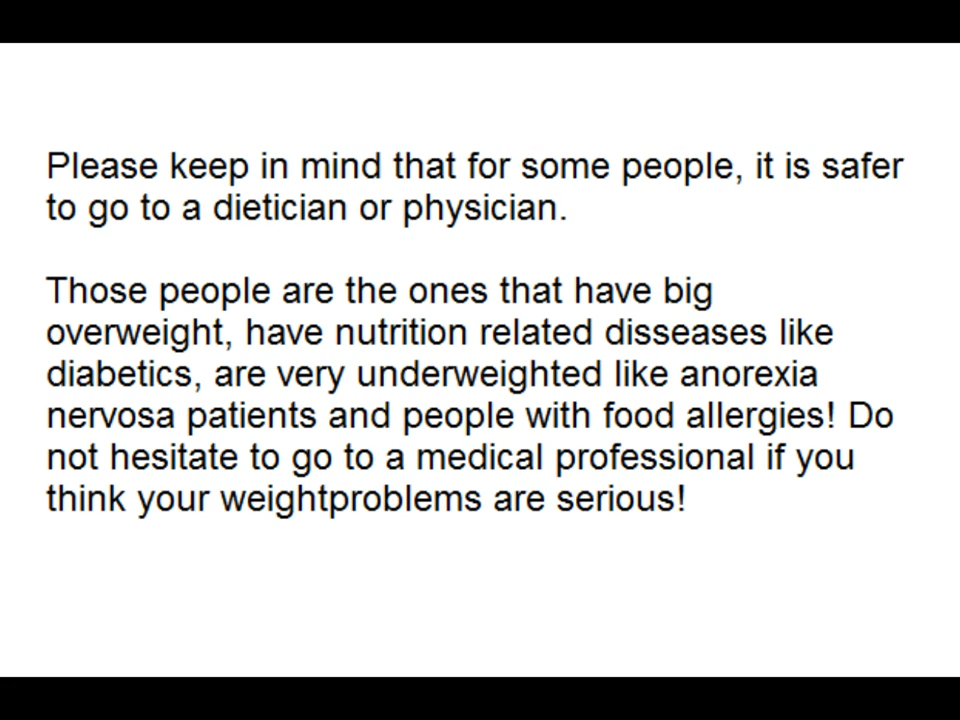 Please keep in mind that for some people, it is safer
to go to a dietician or physician.
Those people are the ones that have big
overweight, have nutrition related disseases like
diabetics, are very underweighted like anorexia
nervosa patients and people with food allergies! Do
not hesitate to go to a medical professional if you
think your weightproblems are serious!